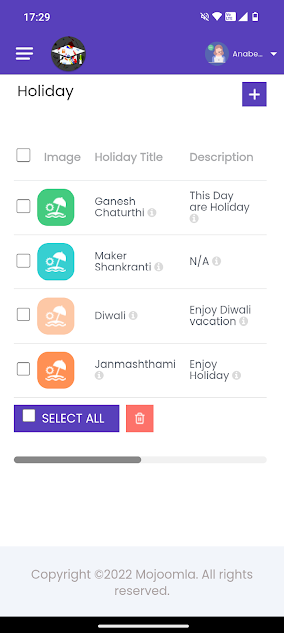 17:29
Anabe...
Holiday
Image Holiday Title Description
Ganesh
Chaturthi
This Day
are Holiday
Maker
Shankranti
N/A
Diwali
Enjoy Diwali
vacation
Janmashthami
Enjoy
Holiday
SELECT ALL
Copyright ©2022 Mojoomla. All rights
reserved.